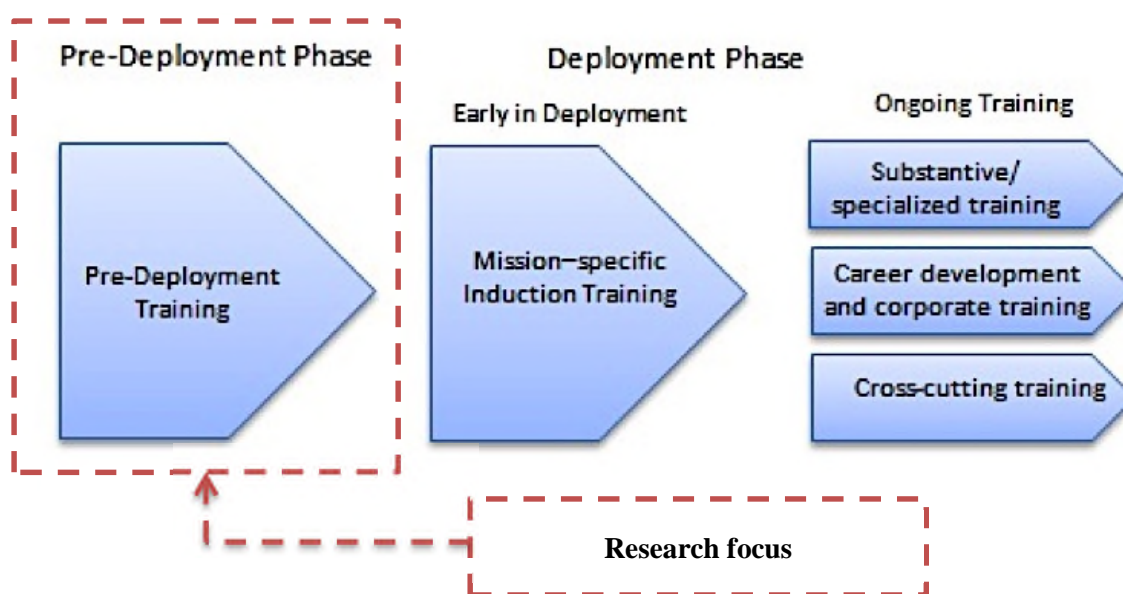 Pre-Deployment Phase
Pre-Deployment
Training
Deployment Phase
Early in Deployment
Mission–specific
Induction Training
Ongoing Training
Substantive/
specialized training
Career development
and corporate training
Cross-cutting training
Research focus